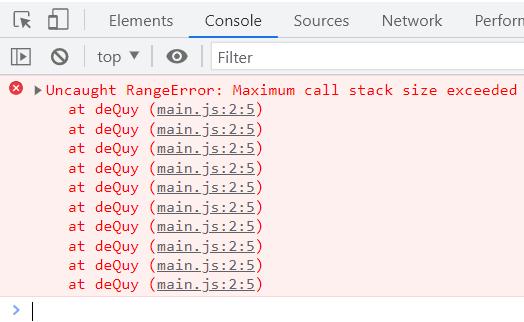 Elements Console Sources Network Perform
top ▼ Filter
▶Uncaught RangeError: Maximum call stack size exceeded
at deQuy (main.js:2:5)
at deQuy (main.js:2:5)
at deQuy (main.js:2:5)
at deQuy (main.js:2:5)
at deQuy (main.js:2:5)
at deQuy (main.js:2:5)
at deQuy (main.js:2:5)
at deQuy (main.js:2:5)
at deQuy (main.js:2:5)
at deQuy (main.js:2:5)
>